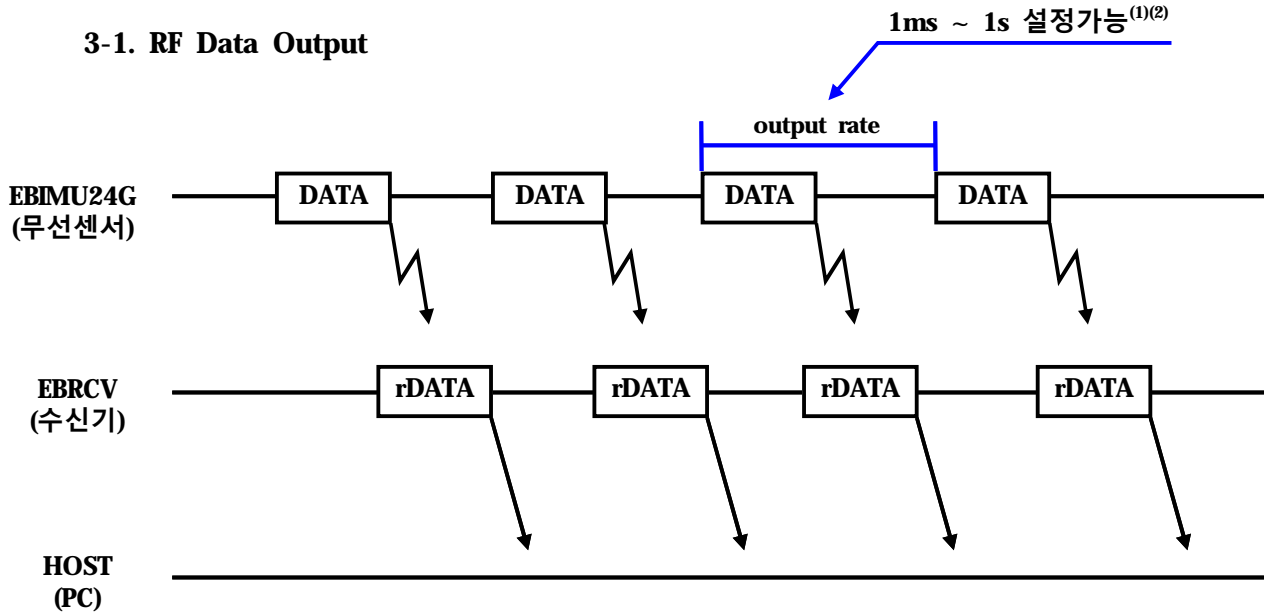 1ms ~ 1s 설정가능(1)(2)
3-1. RF Data Output
output rate
EBIMU24G
(무선센서)
DATA DATA DATA DATA
EBRCV
(수신기)
rDATA rDATA rDATA rDATA
HOST
(PC)